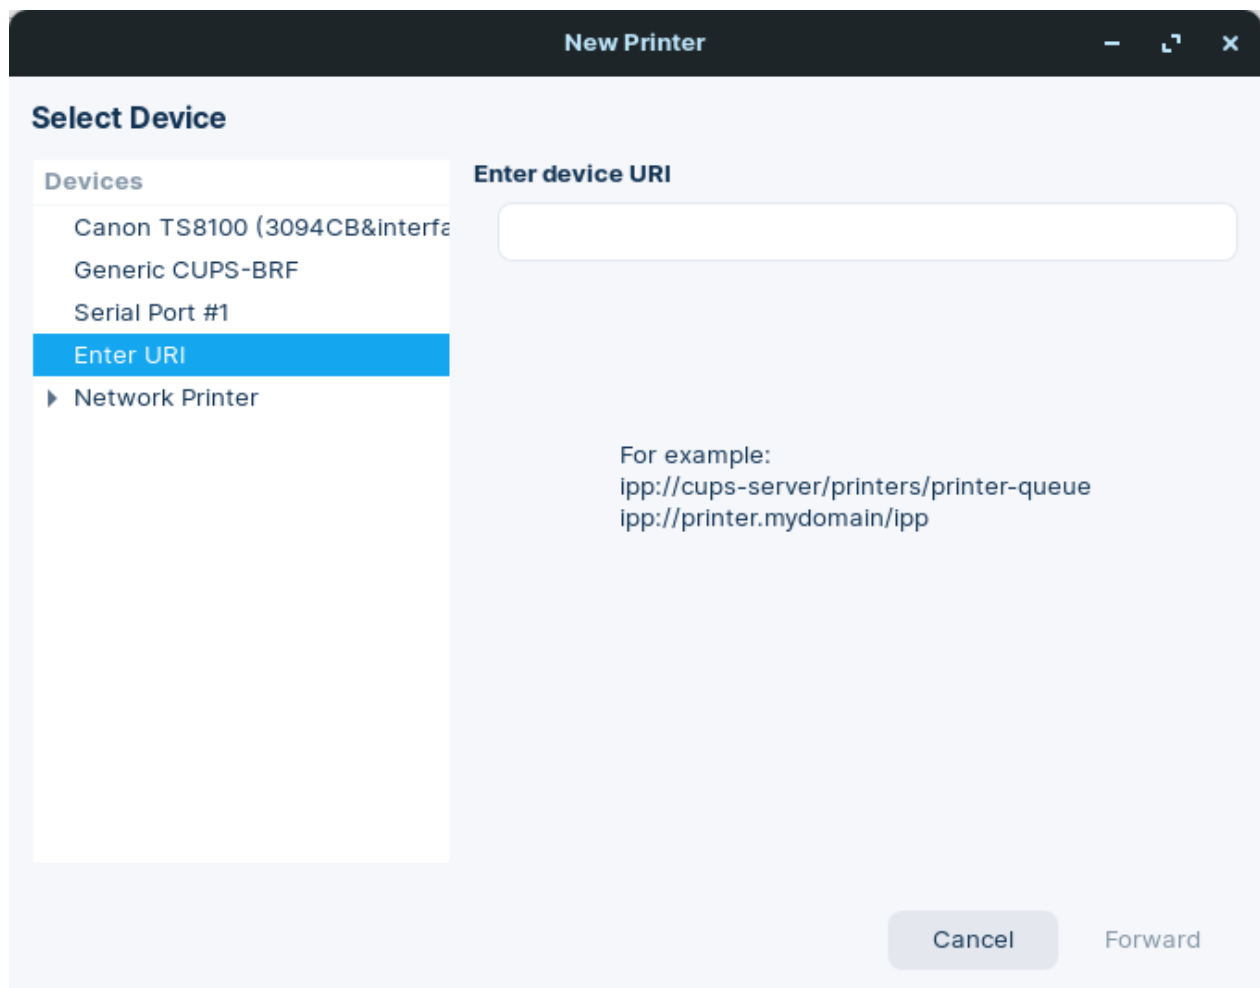 New Printer
Select Device
Devices
Canon TS8100 (3094CB&interfa
Generic CUPS-BRF
Serial Port #1
Enter URI
Network Printer
Enter device URI
For example:
ipp://cups-server/printers/printer-queue
ipp://printer.mydomain/ipp
Cancel
Forward